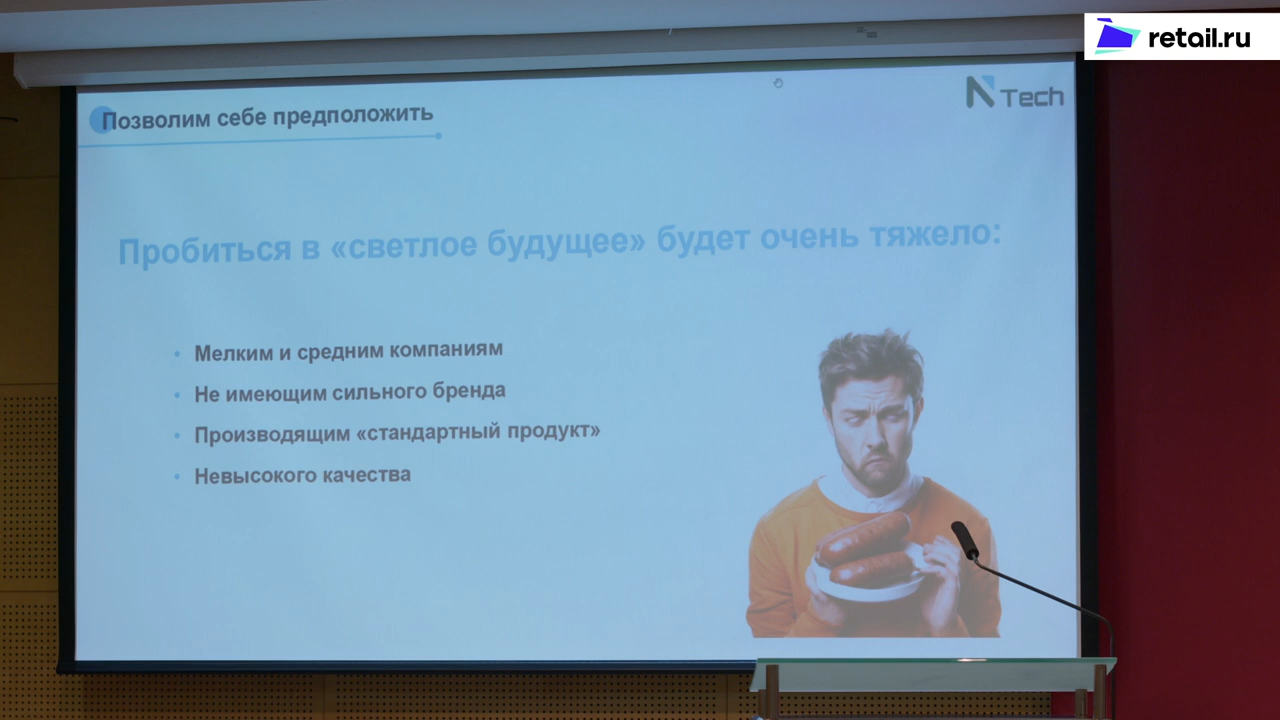 retail.ru
Позволим себе предположить
N Tech
Пробиться в «светлое будущее» будет очень тяжело:
• Мелким и средним компаниям
• Не имеющим сильного бренда
• Производящим «стандартный продукт»
• Невысокого качества